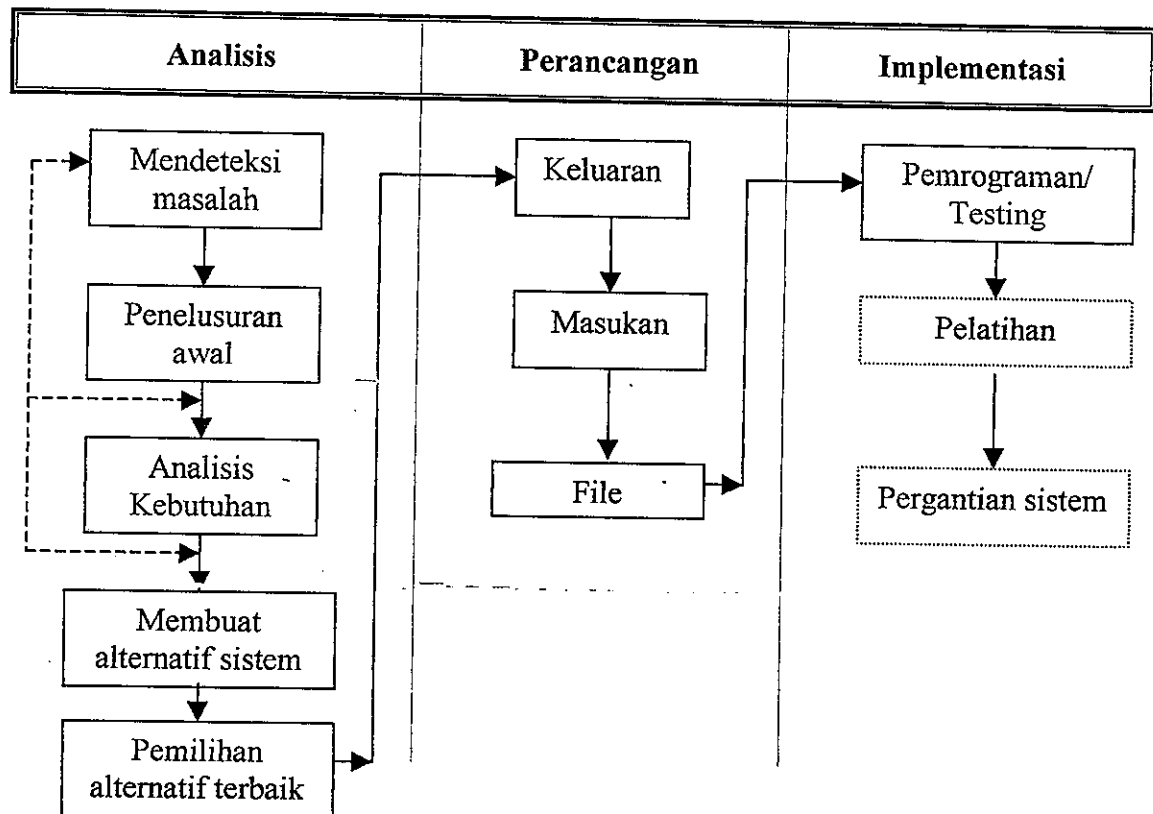 Analisis
Perancangan
Implementasi
Mendeteksi
masalah
Penelusuran
awal
Analisis
Kebutuhan
Membuat
alternatif sistem
Pemilihan
alternatif terbaik
Keluaran
Masukan
File
Pemrograman/
Testing
Pelatihan
Pergantian sistem